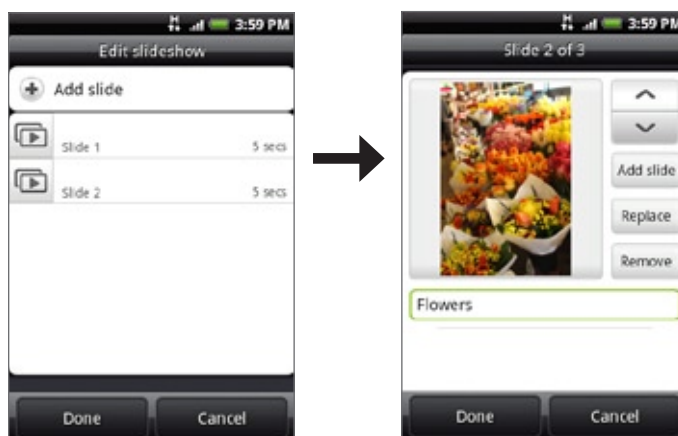 3:59 PM
Edit slideshow
Add slide
Slide 1 5 secs
Slide 2 5 secs
Done Cancel
3:59 PM
Slide 2 of 3
Add slide
Replace
Remove
Flowers
Done Cancel